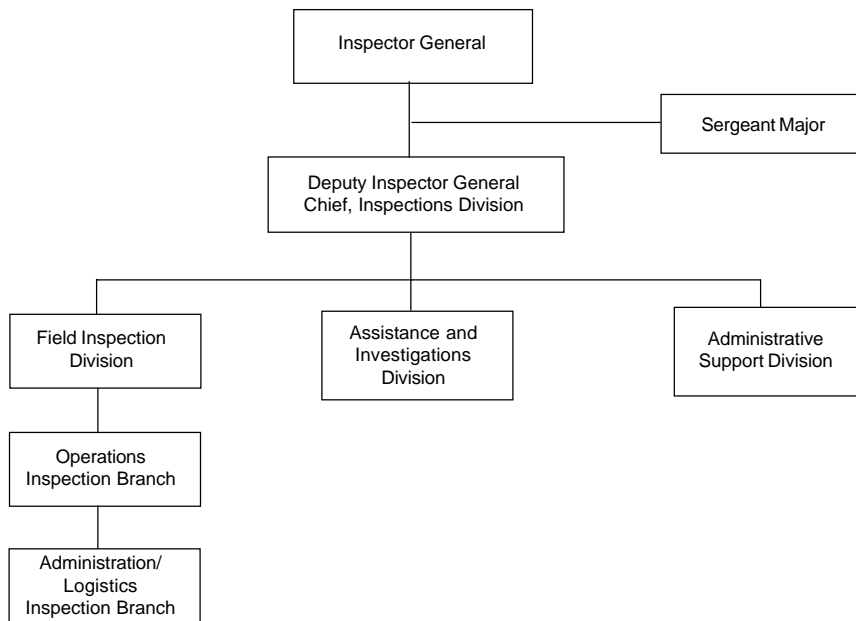 Inspector General
Sergeant Major
Deputy Inspector General
Chief, Inspections Division
Field Inspection
Division
Assistance and
Investigations
Division
Administrative
Support Division
Operations
Inspection Branch
Administration/
Logistics
Inspection Branch